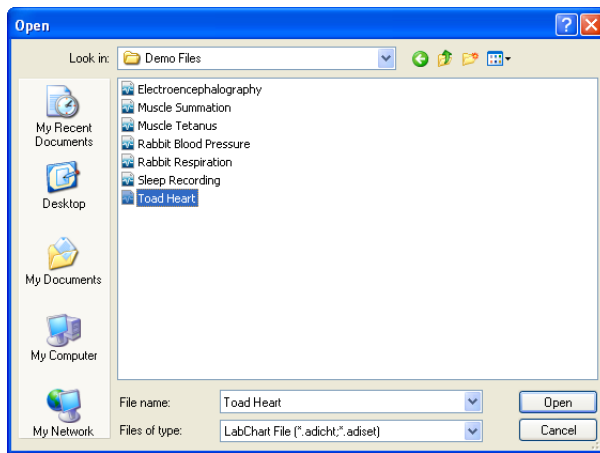 Open
Look in: Demo Files
My Recent
Documents
Desktop
My Documents
My Computer
My Network
Electroencephalography
Muscle Summation
Muscle Tetanus
Rabbit Blood Pressure
Rabbit Respiration
Sleep Recording
Toad Heart
File name: Toad Heart Open
Files of type: LabChart File (*.adicht;*.adiset) Cancel